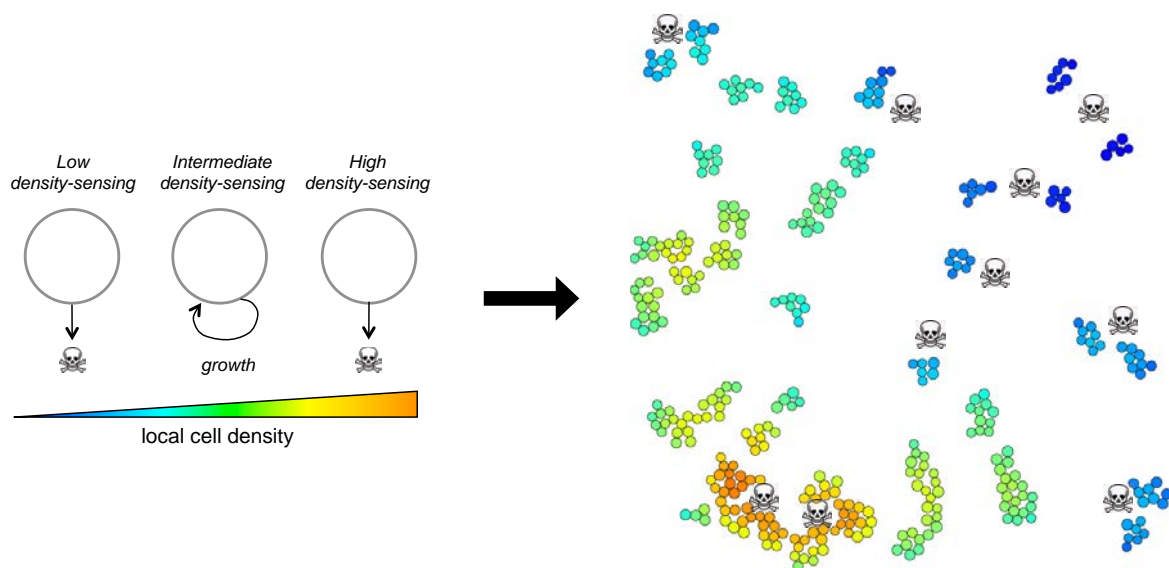 Low
density-sensing
Intermediate
density-sensing
High
density-sensing
growth
local cell density